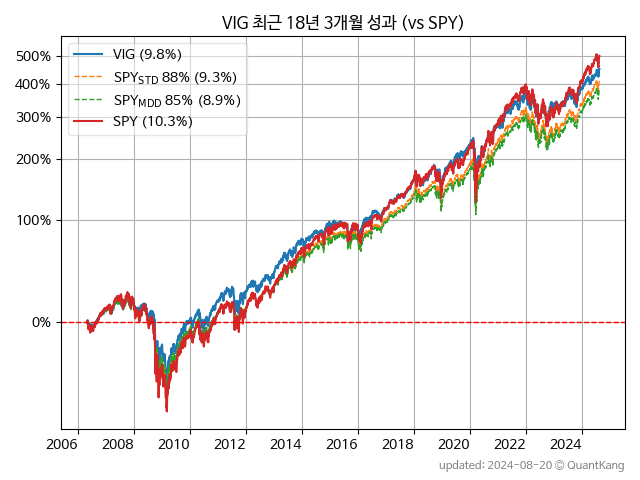 VIG 최근 18년 3개월 성과 (vs SPY)
VIG (9.8%)
SPY_STD 88% (9.3%)
SPY_MDD 85% (8.9%)
SPY (10.3%)
500%
400%
300%
200%
100%
0%
2006 2008 2010 2012 2014 2016 2018 2020 2022 2024
updated: 2024-08-20 © QuantKang